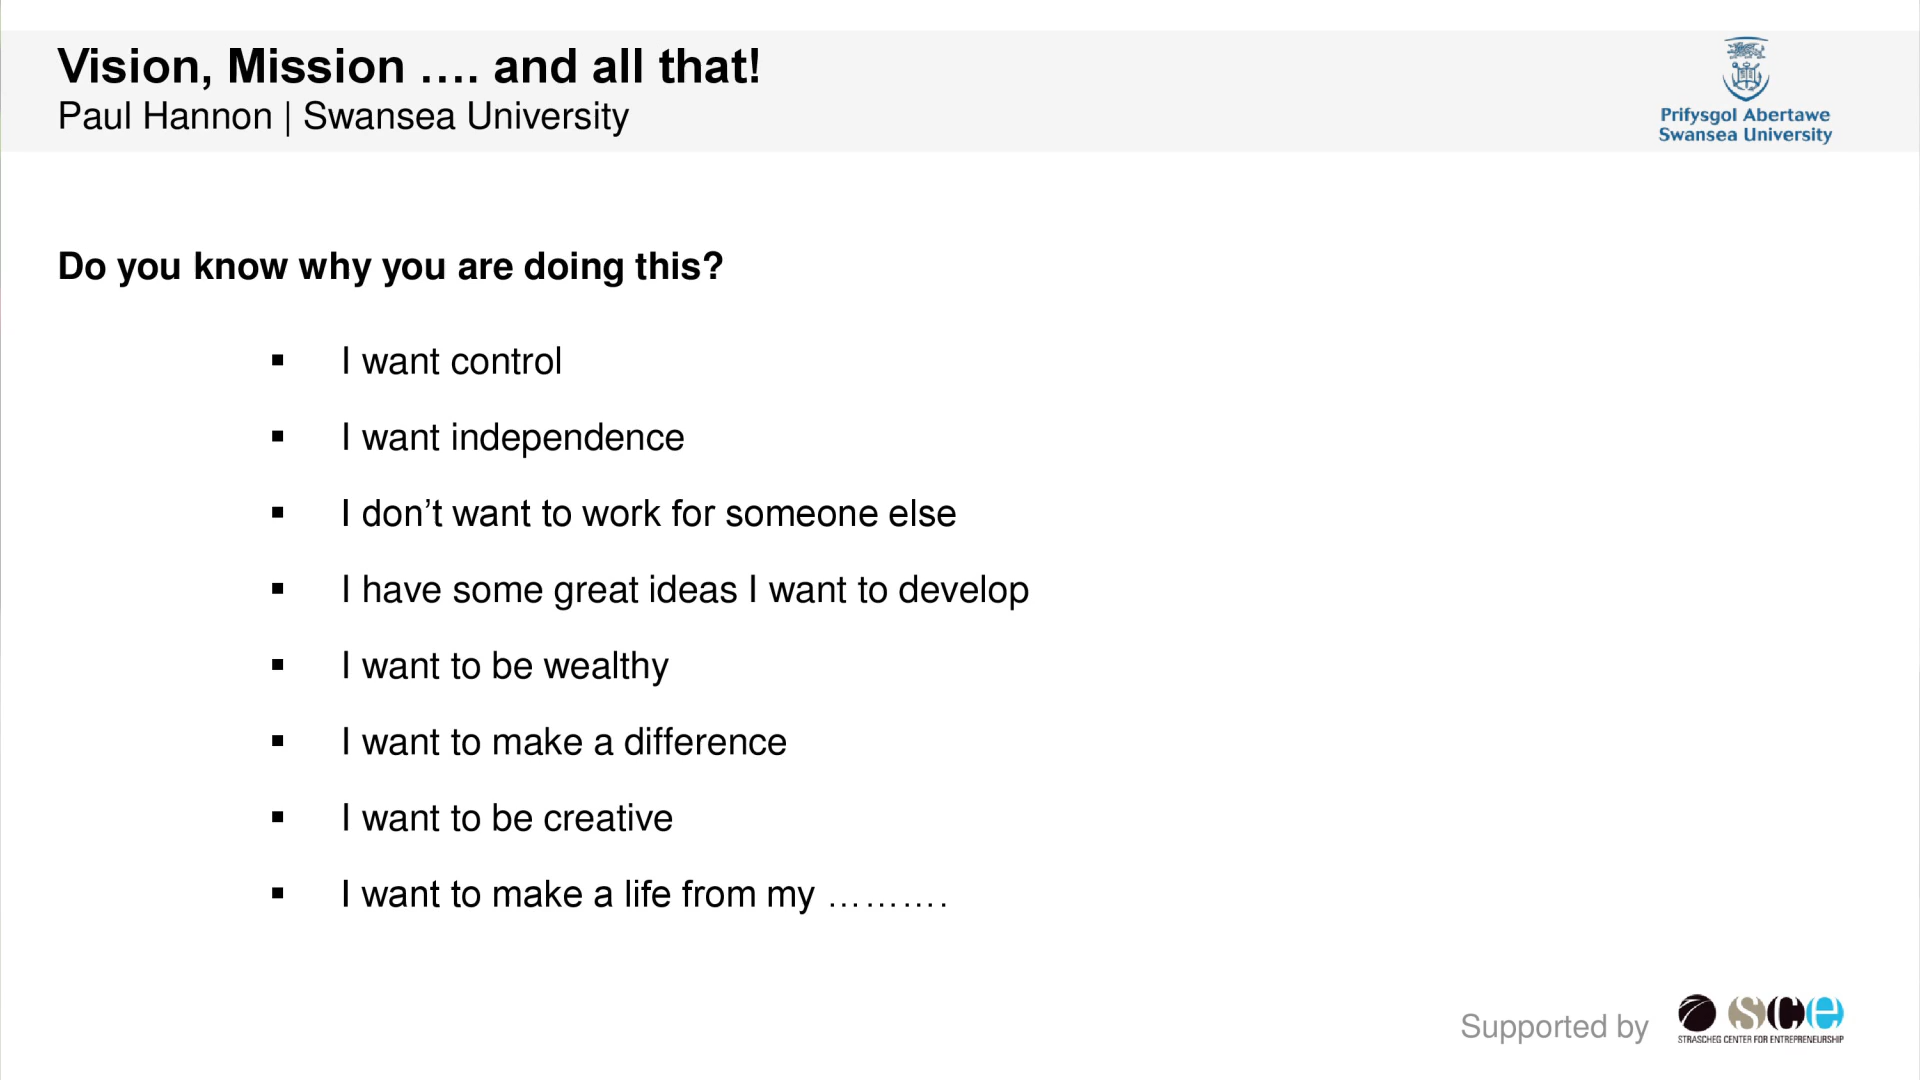 Vision, Mission …. and all that!
Paul Hannon | Swansea University
Prifysgol Abertawe
Swansea University
Do you know why you are doing this?
▪ I want control
▪ I want independence
▪ I don’t want to work for someone else
▪ I have some great ideas I want to develop
▪ I want to be wealthy
▪ I want to make a difference
▪ I want to be creative
▪ I want to make a life from my ……….
Supported by
sce
STRASCHEG CENTER FOR ENTREPRENEURSHIP